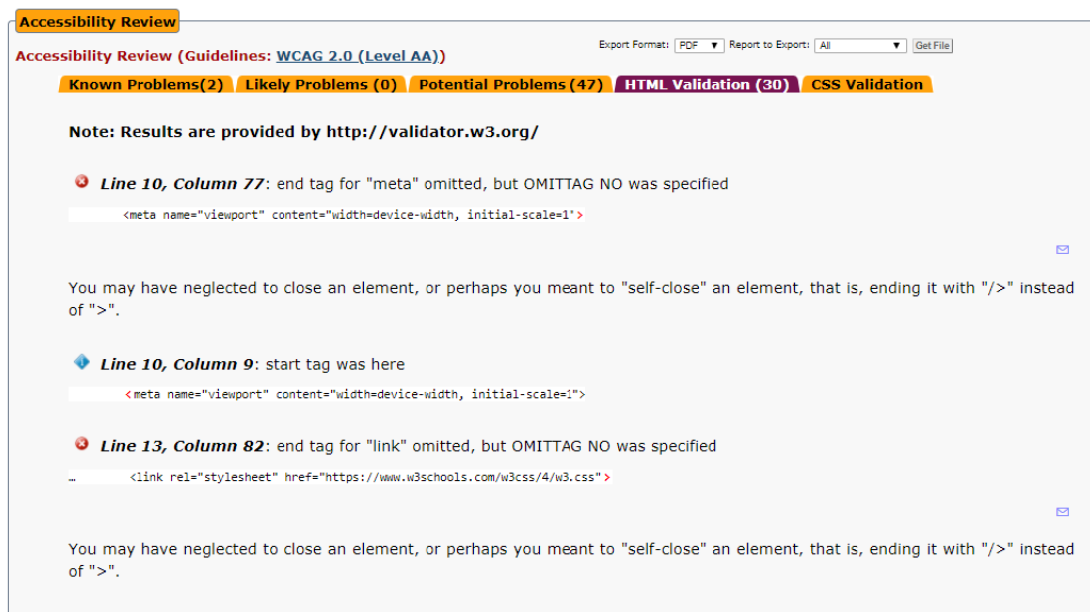 Accessibility Review
Accessibility Review (Guidelines: WCAG 2.0 (Level AA))
Export Format: PDF ▼ Report to Export: All ▼ Get File
Known Problems(2) Likely Problems (0) Potential Problems (47) HTML Validation (30) CSS Validation
Note: Results are provided by http://validator.w3.org/
Line 10, Column 77: end tag for "meta" omitted, but OMITTAG NO was specified
<meta name="viewport" content="width=device-width, initial-scale=1">
You may have neglected to close an element, or perhaps you meant to "self-close" an element, that is, ending it with "/>" instead
of ">".
Line 10, Column 9: start tag was here
<meta name="viewport" content="width=device-width, initial-scale=1">
Line 13, Column 82: end tag for "link" omitted, but OMITTAG NO was specified
… <link rel="stylesheet" href="https://www.w3schools.com/w3css/4/w3.css">
You may have neglected to close an element, or perhaps you meant to "self-close" an element, that is, ending it with "/>" instead
of ">".